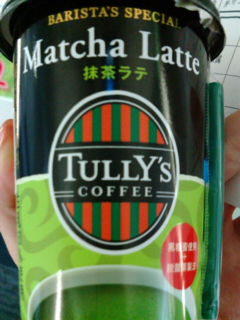 BARISTA'S SPECIAL
Matcha Latte
抹茶ラテ
TULLY'S
COFFEE